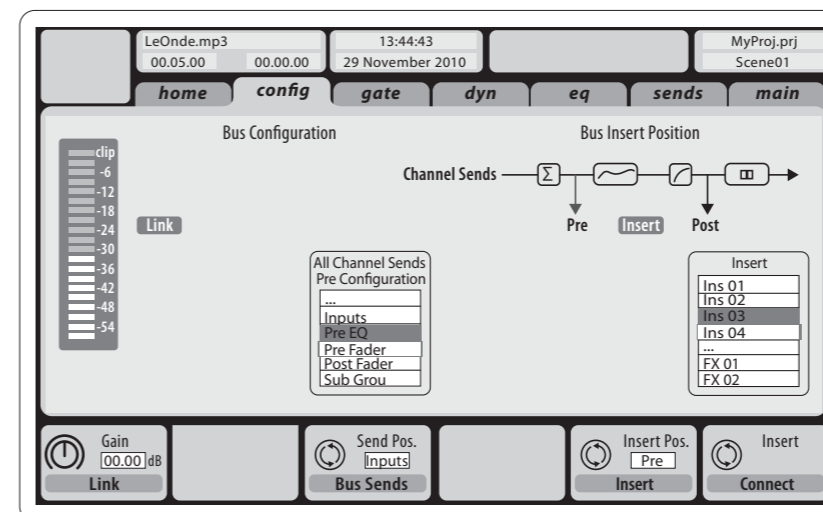 LeOnde.mp3
00.05.00 00.00.00
13:44:43
29 November 2010
MyProj.prj
Scene01
home config gate dyn eq sends main
Bus Configuration
Bus Insert Position
clip
-6
-12
-18
-24
-30
-36
-42
-48
-54
Link
Channel Sends
Σ
Pre Insert Post
All Channel Sends
Pre Configuration
...
Inputs
Pre EQ
Pre Fader
Post Fader
Sub Grou
Insert
Ins 01
Ins 02
Ins 03
Ins 04
...
FX 01
FX 02
Gain
00.00 dB
Link
Send Pos.
Inputs
Bus Sends
Insert Pos.
Pre
Insert
Insert
Connect